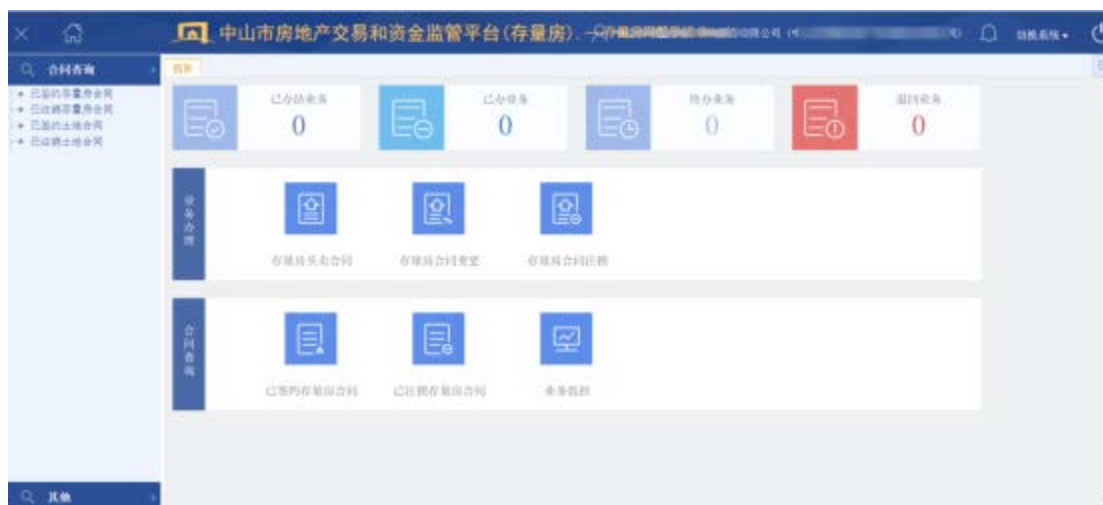 中山市房地产交易和资金监管平台(存量房).
切换系统
合同查询
已签约存量房合同
已注销存量房合同
已签约土地合同
已注销土地合同
其他
已办结业务
0
已办业务
0
待办业务
0
退回业务
0
业务办理
存量房买卖合同
存量房合同变更
存量房合同注销
合同查询
已签约存量房合同
已注销存量房合同